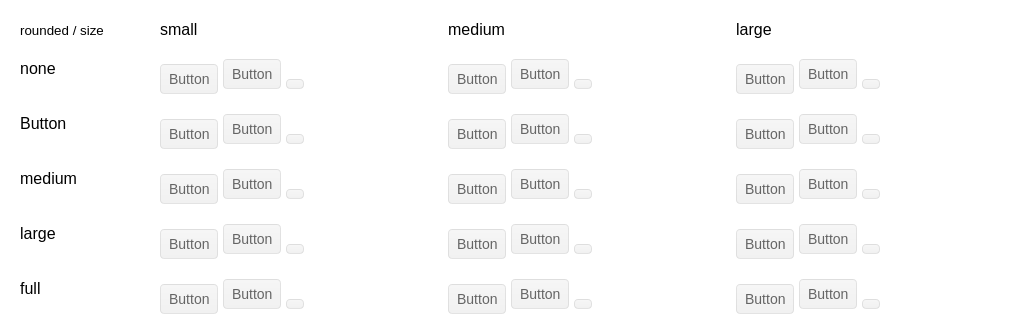 rounded / size small medium large
none Button Button Button Button Button Button
Button Button Button Button Button Button Button
medium Button Button Button Button Button Button
large Button Button Button Button Button Button
full Button Button Button Button Button Button